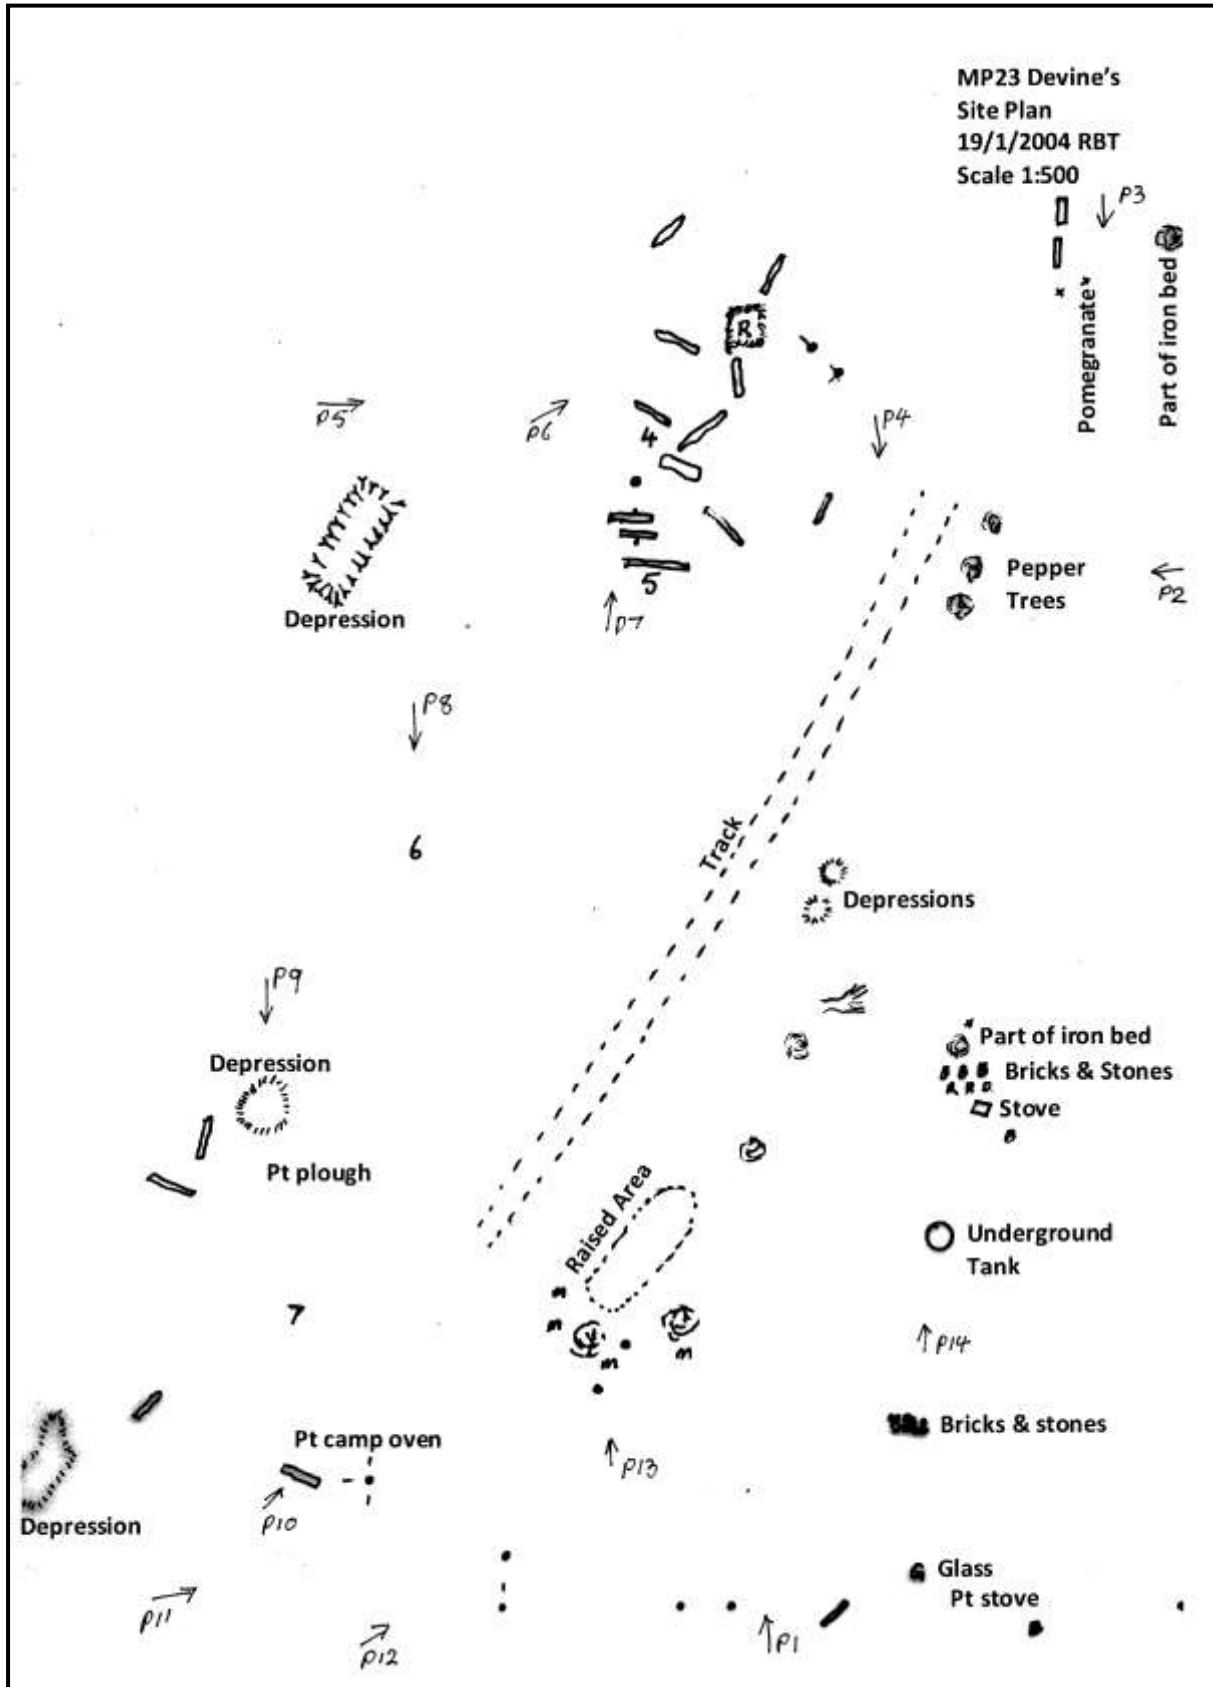 MP23 Devine's
Site Plan
19/1/2004 RBT
Scale 1:500
P3
Part of iron bed
Pomegranate
R
P5
P6
4
P4
5
Pepper
Trees
P2
Depression
P7
P8
Track
6
Depressions
P9
Depression
Part of iron bed
Bricks & Stones
Stove
Pt plough
Raised Area
Underground
Tank
7
m
m
m
m
P14
Pt camp oven
Bricks & stones
P13
P10
Depression
Glass
Pt stove
P11
P12
P1